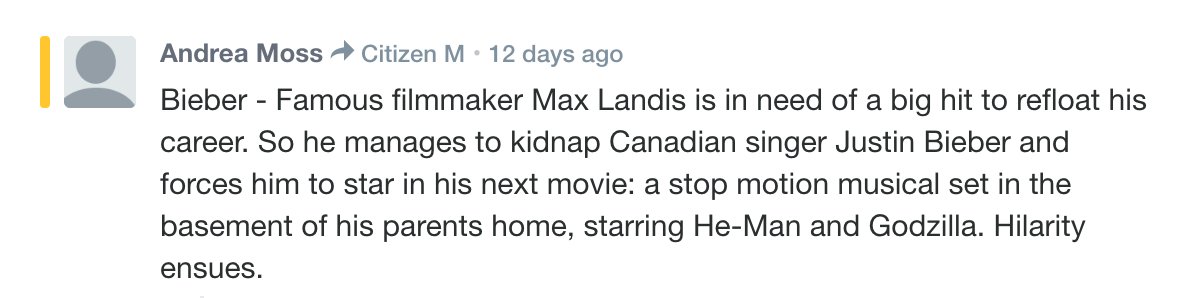 Andrea Moss Citizen M • 12 days ago
Bieber - Famous filmmaker Max Landis is in need of a big hit to refloat his
career. So he manages to kidnap Canadian singer Justin Bieber and
forces him to star in his next movie: a stop motion musical set in the
basement of his parents home, starring He-Man and Godzilla. Hilarity
ensues.